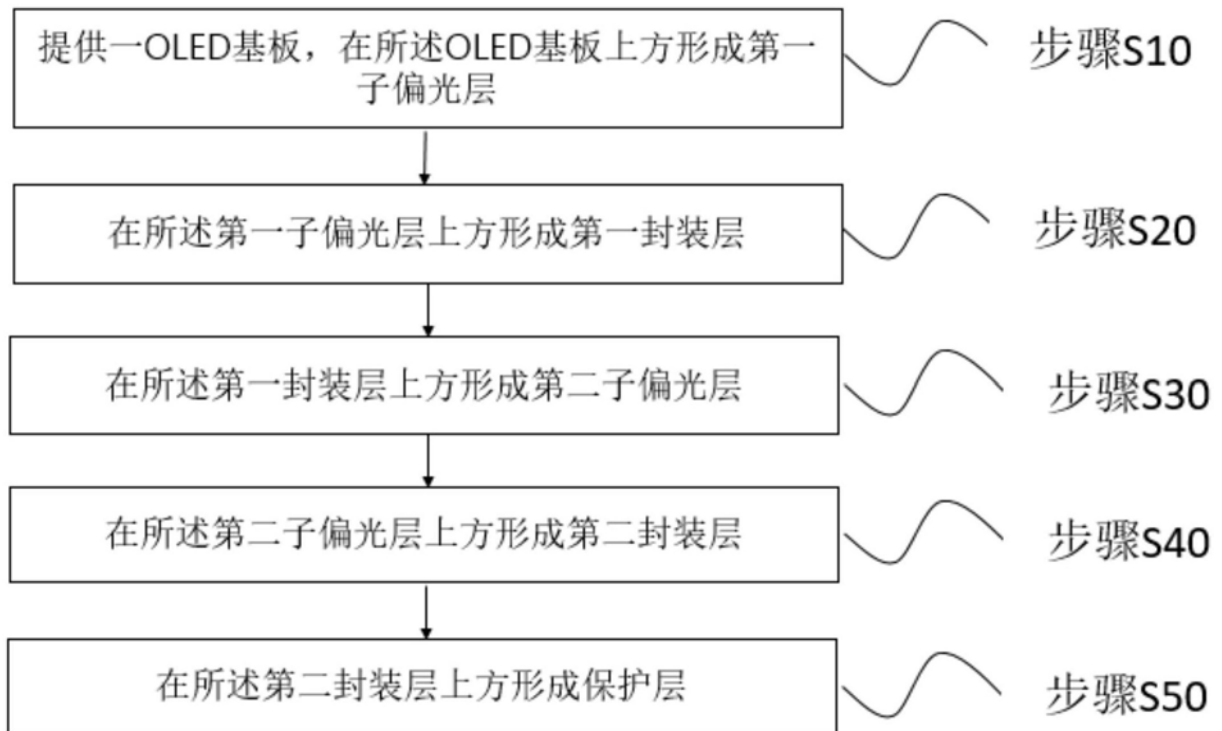 提供一OLED基板，在所述OLED基板上方形成第一
子偏光层
步骤S10
在所述第一子偏光层上方形成第一封装层
步骤S20
在所述第一封装层上方形成第二子偏光层
步骤S30
在所述第二子偏光层上方形成第二封装层
步骤S40
在所述第二封装层上方形成保护层
步骤S50